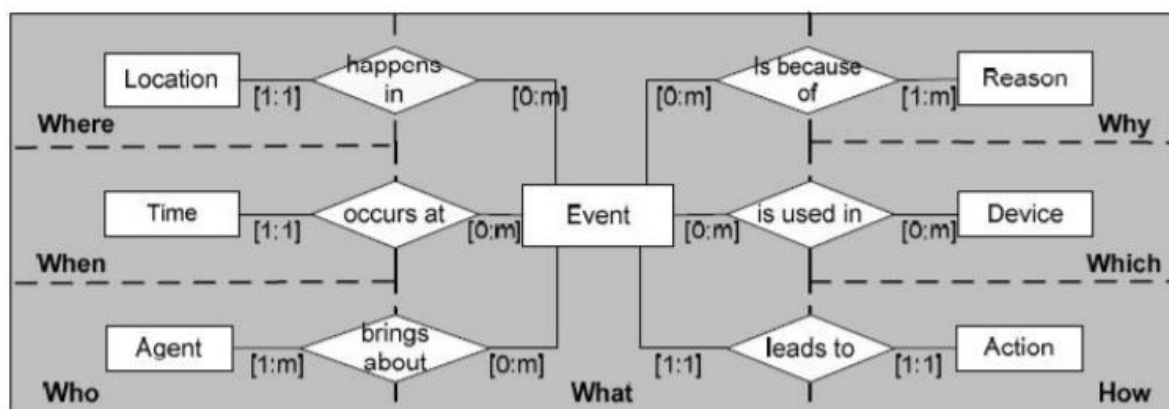 happens
in
Is because
of
Location
Reason
[1:1]
[0:m]
[0:m]
[1:m]
Where
Why
Time
occurs at
Event
is used in
Device
[1:1]
[0:m]
[0:m]
[0:m]
When
Which
Agent
brings
about
leads to
Action
[1:m]
[0:m]
[1:1]
[1:1]
Who
What
How